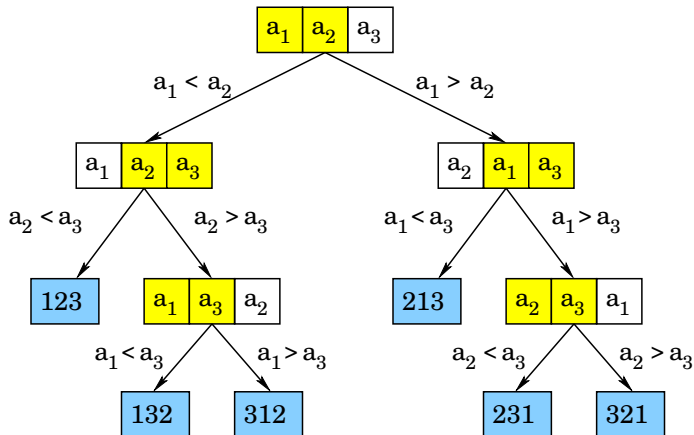 a₁ a₂ a₃
a₁ < a₂ a₁ > a₂
a₁ a₂ a₃ a₂ a₁ a₃
a₂ < a₃ a₂ > a₃ a₁ < a₃ a₁ > a₃
123 a₁ a₃ a₂ 213 a₂ a₃ a₁
a₁ < a₃ a₁ > a₃ a₂ < a₃ a₂ > a₃
132 312 231 321